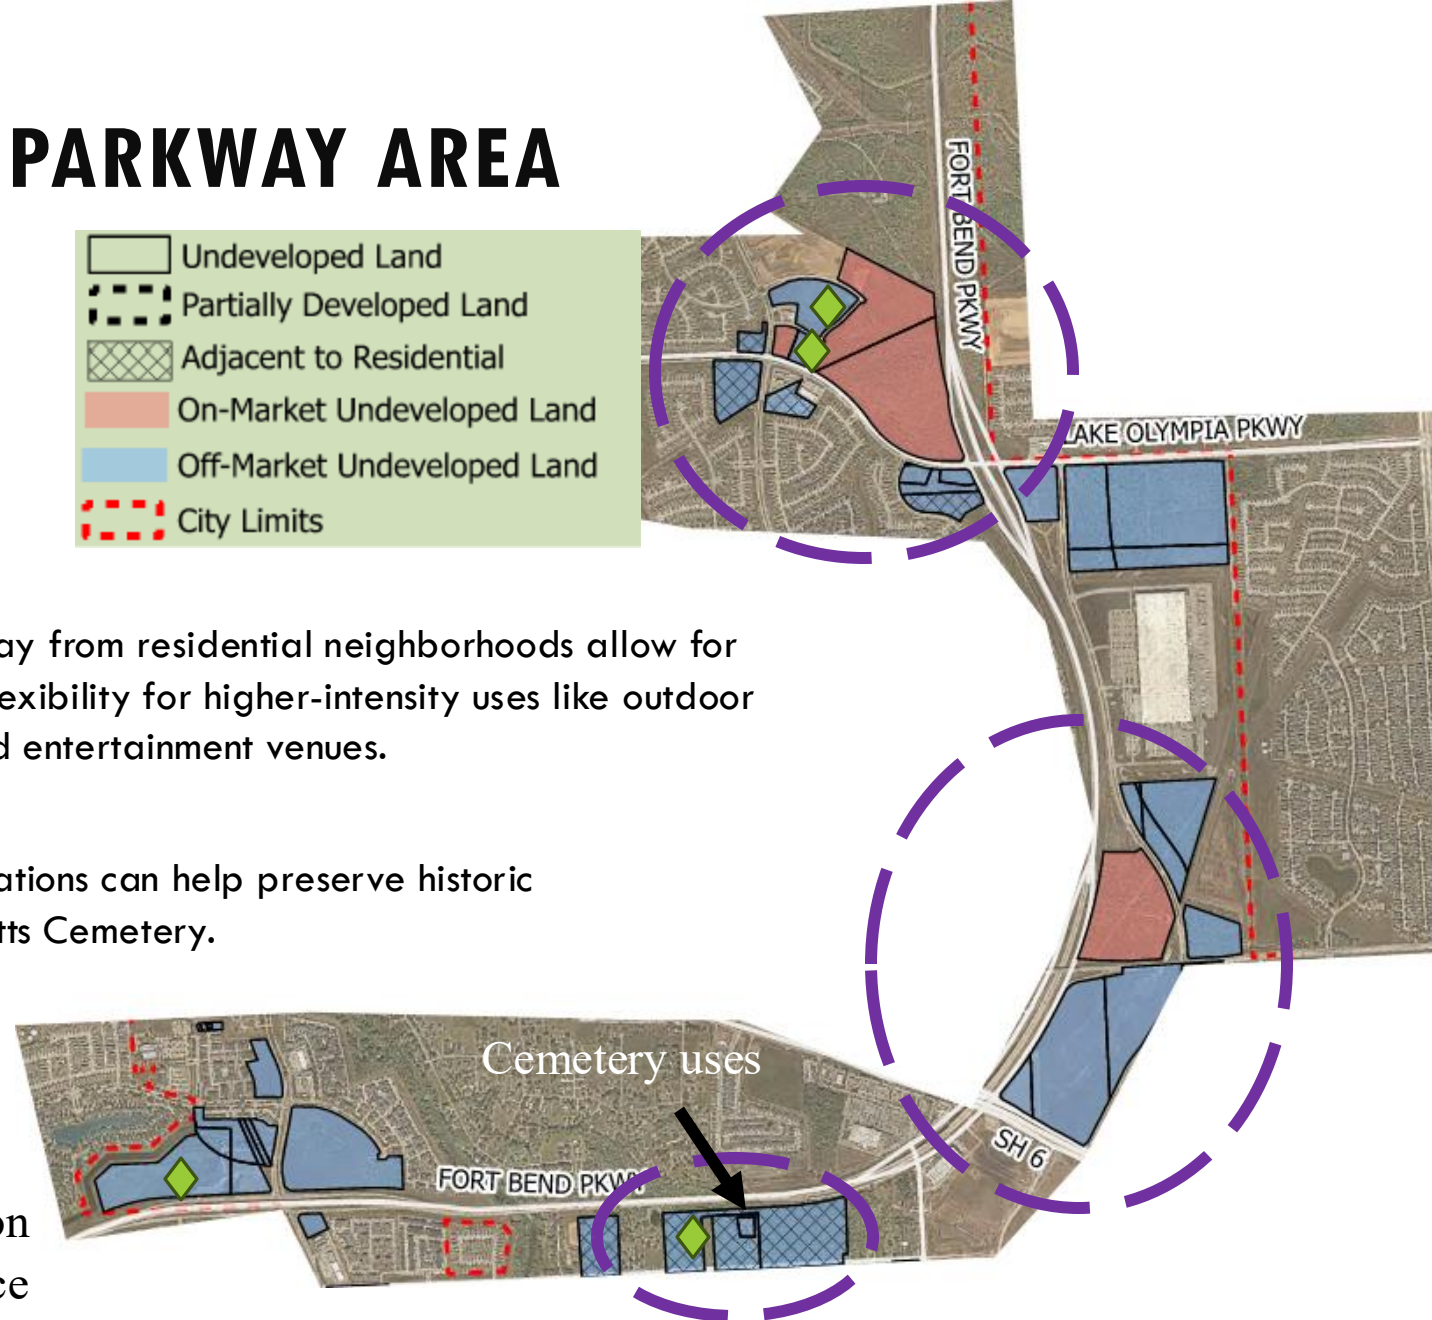 PARKWAY AREA
Undeveloped Land
Partially Developed Land
Adjacent to Residential
On-Market Undeveloped Land
Off-Market Undeveloped Land
City Limits
FORT BEND PKWY
LAKE OLYMPIA PKWY
ay from residential neighborhoods allow for
exibility for higher-intensity uses like outdoor
d entertainment venues.
ations can help preserve historic
tts Cemetery.
Cemetery uses
SH 6
FORT BEND PKWY
on
ce